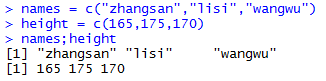 > names = c("zhangsan","lisi","wangwu")
> height = c(165,175,170)
> names;height
[1] "zhangsan" "lisi"     "wangwu"
[1] 165 175 170